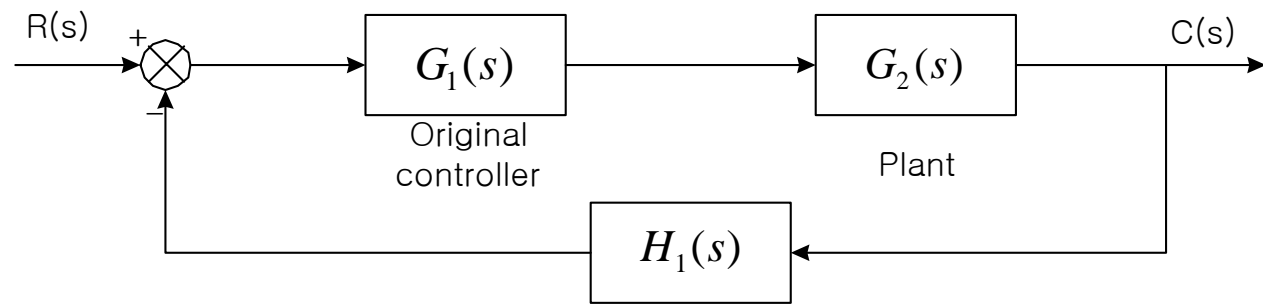 R(s)
+
−
G₁(s)
Original
controller
G₂(s)
Plant
C(s)
H₁(s)